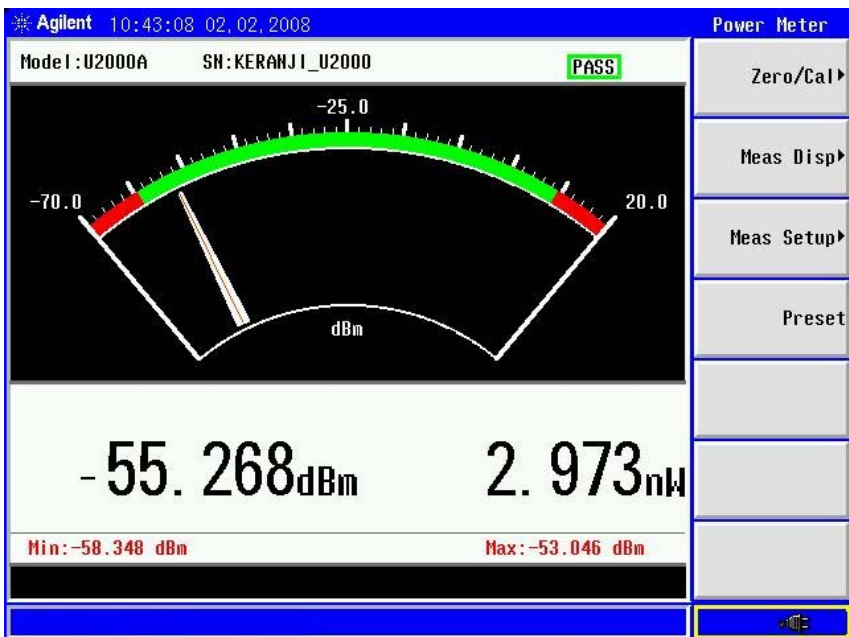 Agilent 10:43:08 02,02,2008 Power Meter
Model:U2000A SN:KERANJI_U2000 PASS
Zero/Cal
Meas Disp
Meas Setup
Preset
-25.0
-70.0 20.0
dBm
-55.268dBm 2.973nW
Min:-58.348 dBm Max:-53.046 dBm